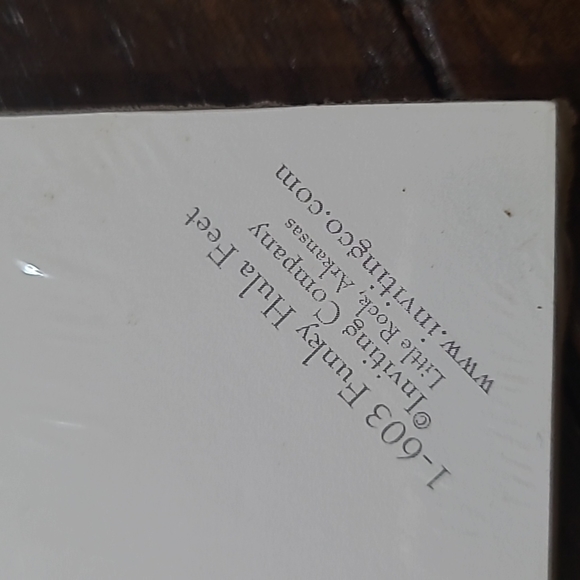 1-603 Funky Hula Feet
©Inviting Company
Little Rock, Arkansas
www.invitingco.com